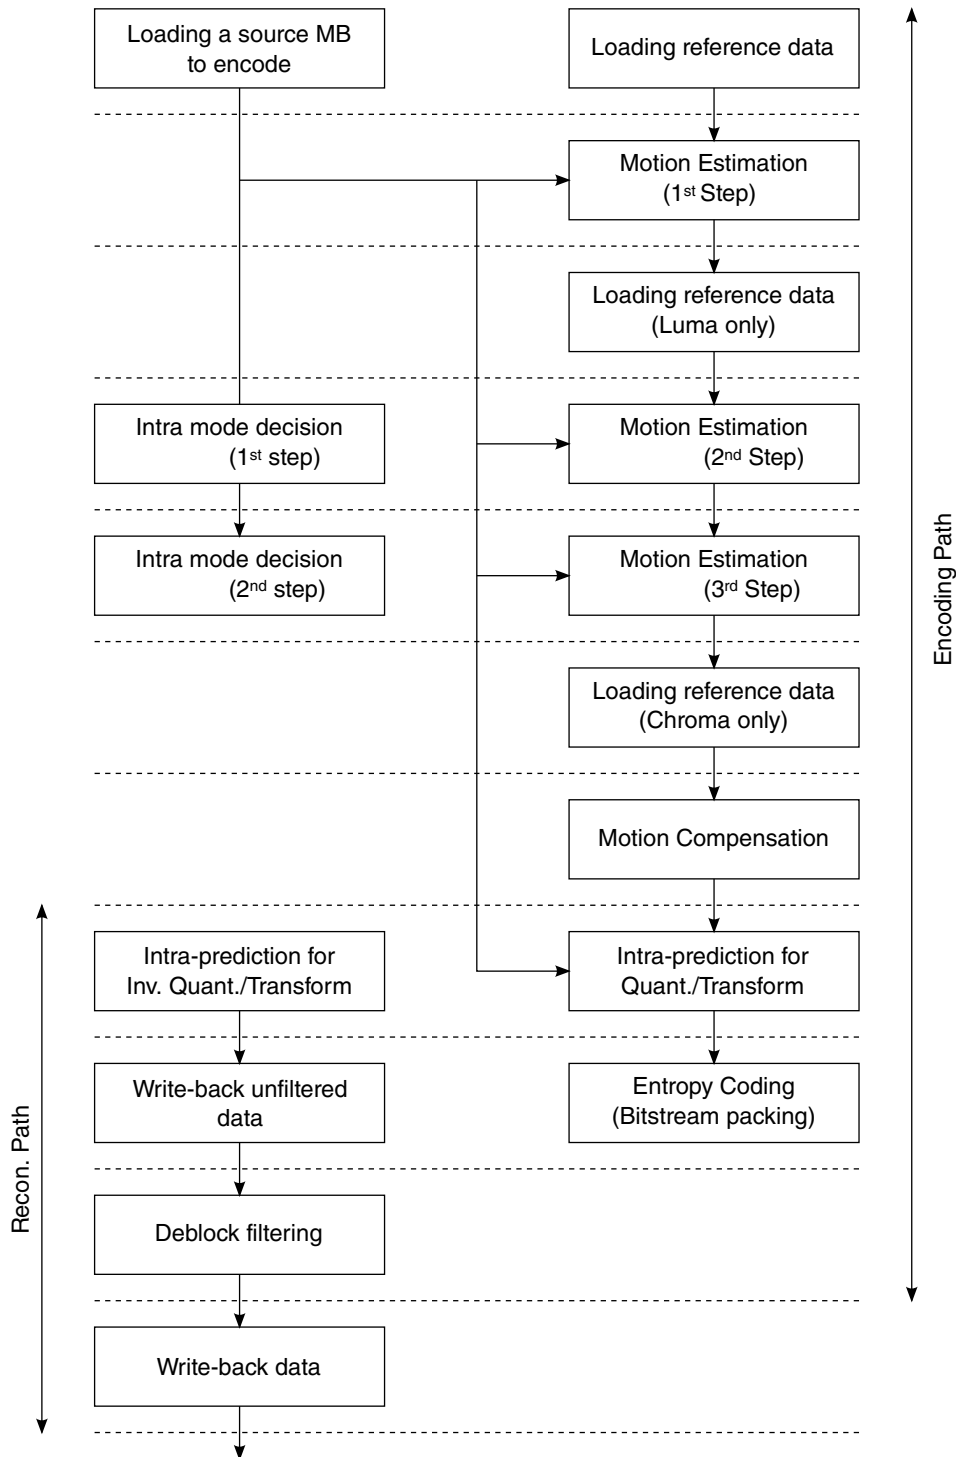 Loading a source MB
to encode
Loading reference data
Motion Estimation
(1st Step)
Loading reference data
(Luma only)
Intra mode decision
(1st step)
Motion Estimation
(2nd Step)
Intra mode decision
(2nd step)
Motion Estimation
(3rd Step)
Loading reference data
(Chroma only)
Motion Compensation
Intra-prediction for
Inv. Quant./Transform
Intra-prediction for
Quant./Transform
Write-back unfiltered
data
Entropy Coding
(Bitstream packing)
Deblock filtering
Write-back data
Recon. Path
Encoding Path